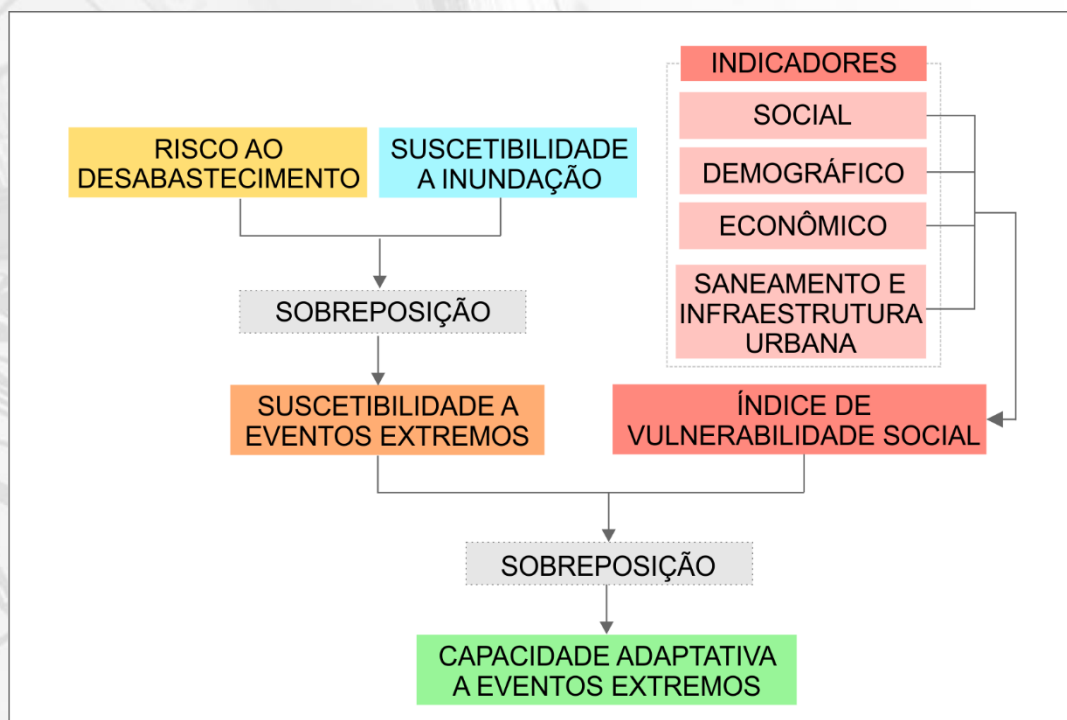 INDICADORES
SOCIAL
DEMOGRÁFICO
ECONÔMICO
SANEAMENTO E
INFRAESTRUTURA
URBANA
RISCO AO
DESABASTECIMENTO
SUSCETIBILIDADE
A INUNDAÇÃO
SOBREPOSIÇÃO
SUSCETIBILIDADE A
EVENTOS EXTREMOS
ÍNDICE DE
VULNERABILIDADE SOCIAL
SOBREPOSIÇÃO
CAPACIDADE ADAPTATIVA
A EVENTOS EXTREMOS